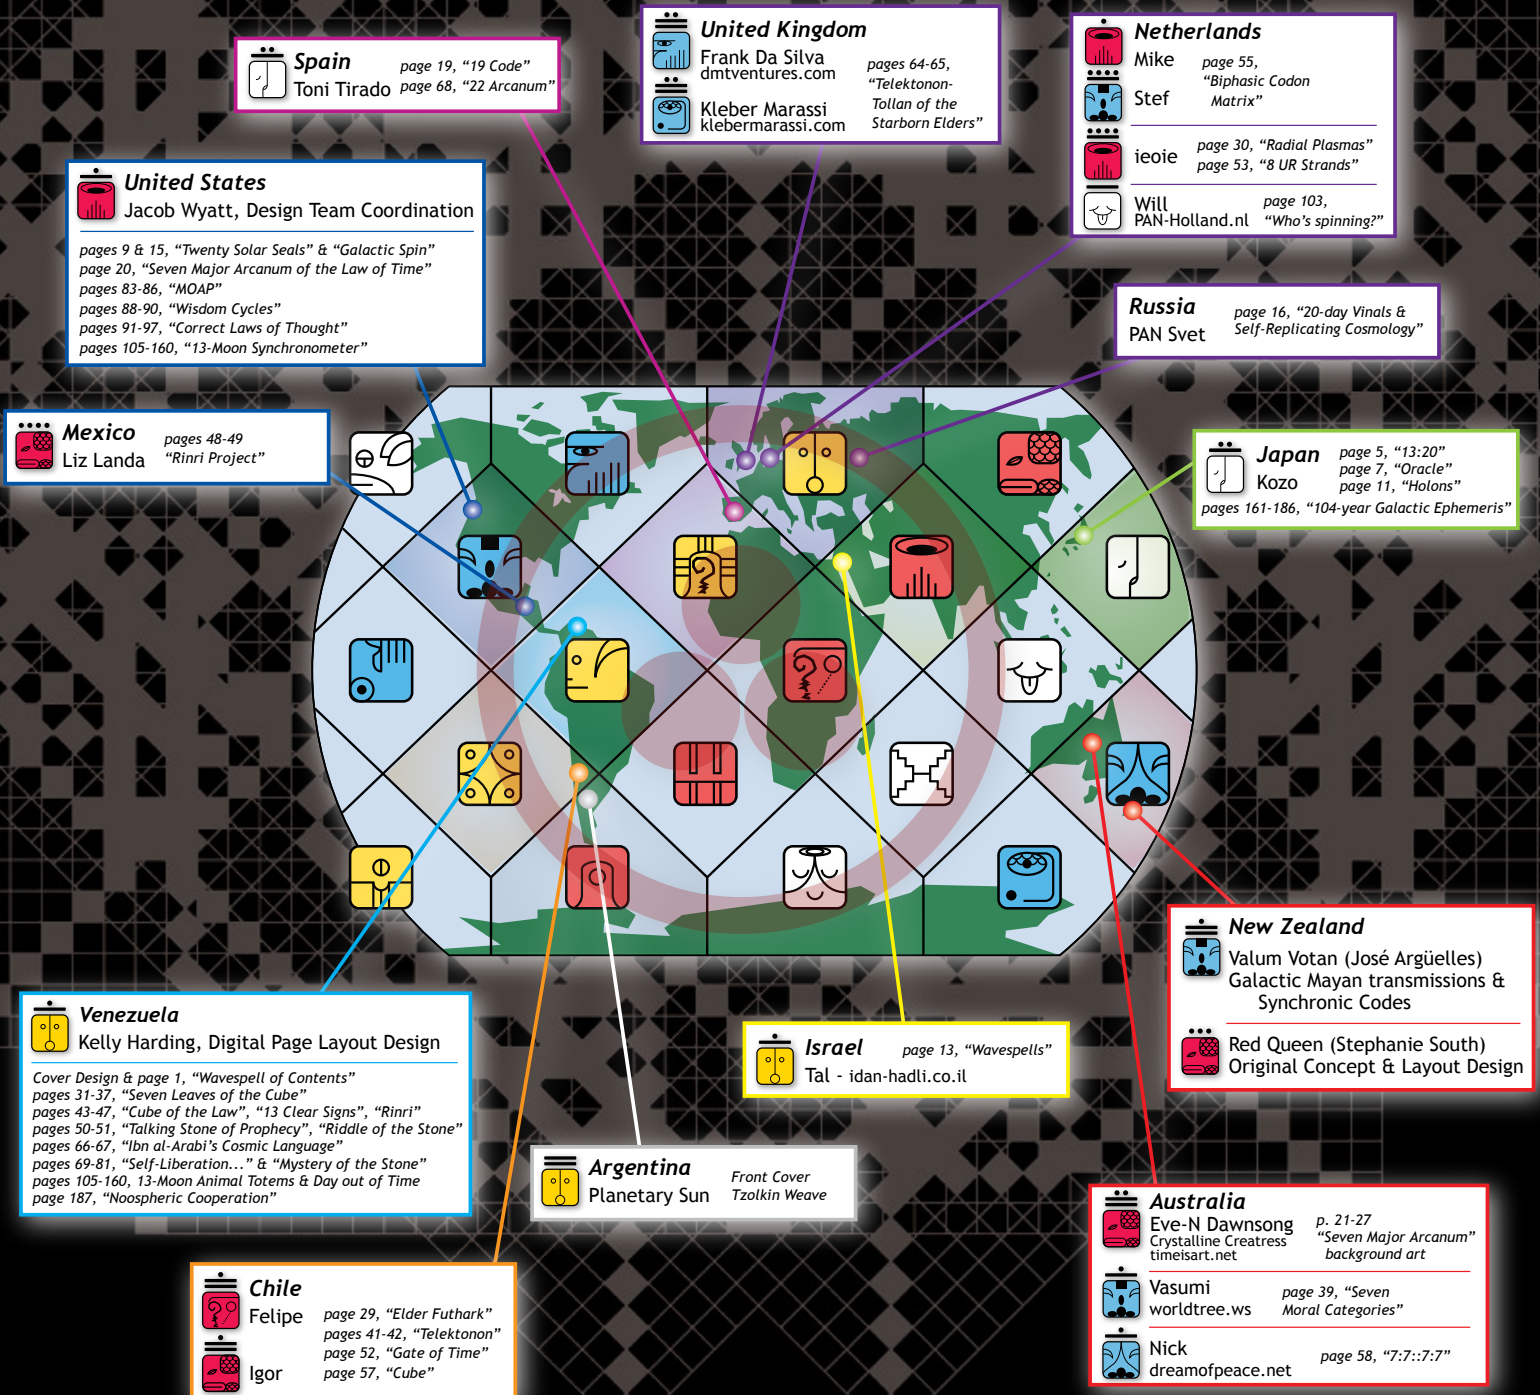 Spain
Toni Tirado
page 19, “19 Code”
page 68, “22 Arcanum”
United Kingdom
Frank Da Silva
dmtventures.com
Kleber Marassi
klebermarassi.com
pages 64-65,
“Telektonon-
Tollan of the
Starborn Elders”
Netherlands
Mike
Stef
page 55,
“Biphasic Codon
Matrix”
ieoie
page 30, “Radial Plasmas”
page 53, “8 UR Strands”
Will
PAN-Holland.nl
page 103,
“Who’s spinning?”
United States
Jacob Wyatt, Design Team Coordination
pages 9 & 15, “Twenty Solar Seals” & “Galactic Spin”
page 20, “Seven Major Arcanum of the Law of Time”
pages 83-86, “MOAP”
pages 88-90, “Wisdom Cycles”
pages 91-97, “Correct Laws of Thought”
pages 105-160, “13-Moon Synchronometer”
Russia
PAN Svet
page 16, “20-day Vinals &
Self-Replicating Cosmology”
Mexico
Liz Landa
pages 48-49
“Rinri Project”
Japan
Kozo
page 5, “13:20”
page 7, “Oracle”
page 11, “Holons”
pages 161-186, “104-year Galactic Ephemeris”
New Zealand
Valum Votan (José Argüelles)
Galactic Mayan transmissions &
Synchronic Codes
Red Queen (Stephanie South)
Original Concept & Layout Design
Venezuela
Kelly Harding, Digital Page Layout Design
Cover Design & page 1, “Wavespell of Contents”
pages 31-37, “Seven Leaves of the Cube”
pages 43-47, “Cube of the Law”, “13 Clear Signs”, “Rinri”
pages 50-51, “Talking Stone of Prophecy”, “Riddle of the Stone”
pages 66-67, “Ibn al-Arabi’s Cosmic Language”
pages 69-81, “Self-Liberation...” & “Mystery of the Stone”
pages 105-160, 13-Moon Animal Totems & Day out of Time
page 187, “Noospheric Cooperation”
Israel
page 13, “Wavespells”
Tal - idan-hadli.co.il
Argentina
Planetary Sun
Front Cover
Tzolkin Weave
Australia
Eve-N Dawnsong
Crystalline Creatress
timeisart.net
p. 21-27
“Seven Major Arcanum”
background art
Vasumi
worldtree.ws
page 39, “Seven
Moral Categories”
Nick
dreamofpeace.net
page 58, “7:7::7:7”
Chile
Felipe
Igor
page 29, “Elder Futhark”
pages 41-42, “Telektonon”
page 52, “Gate of Time”
page 57, “Cube”